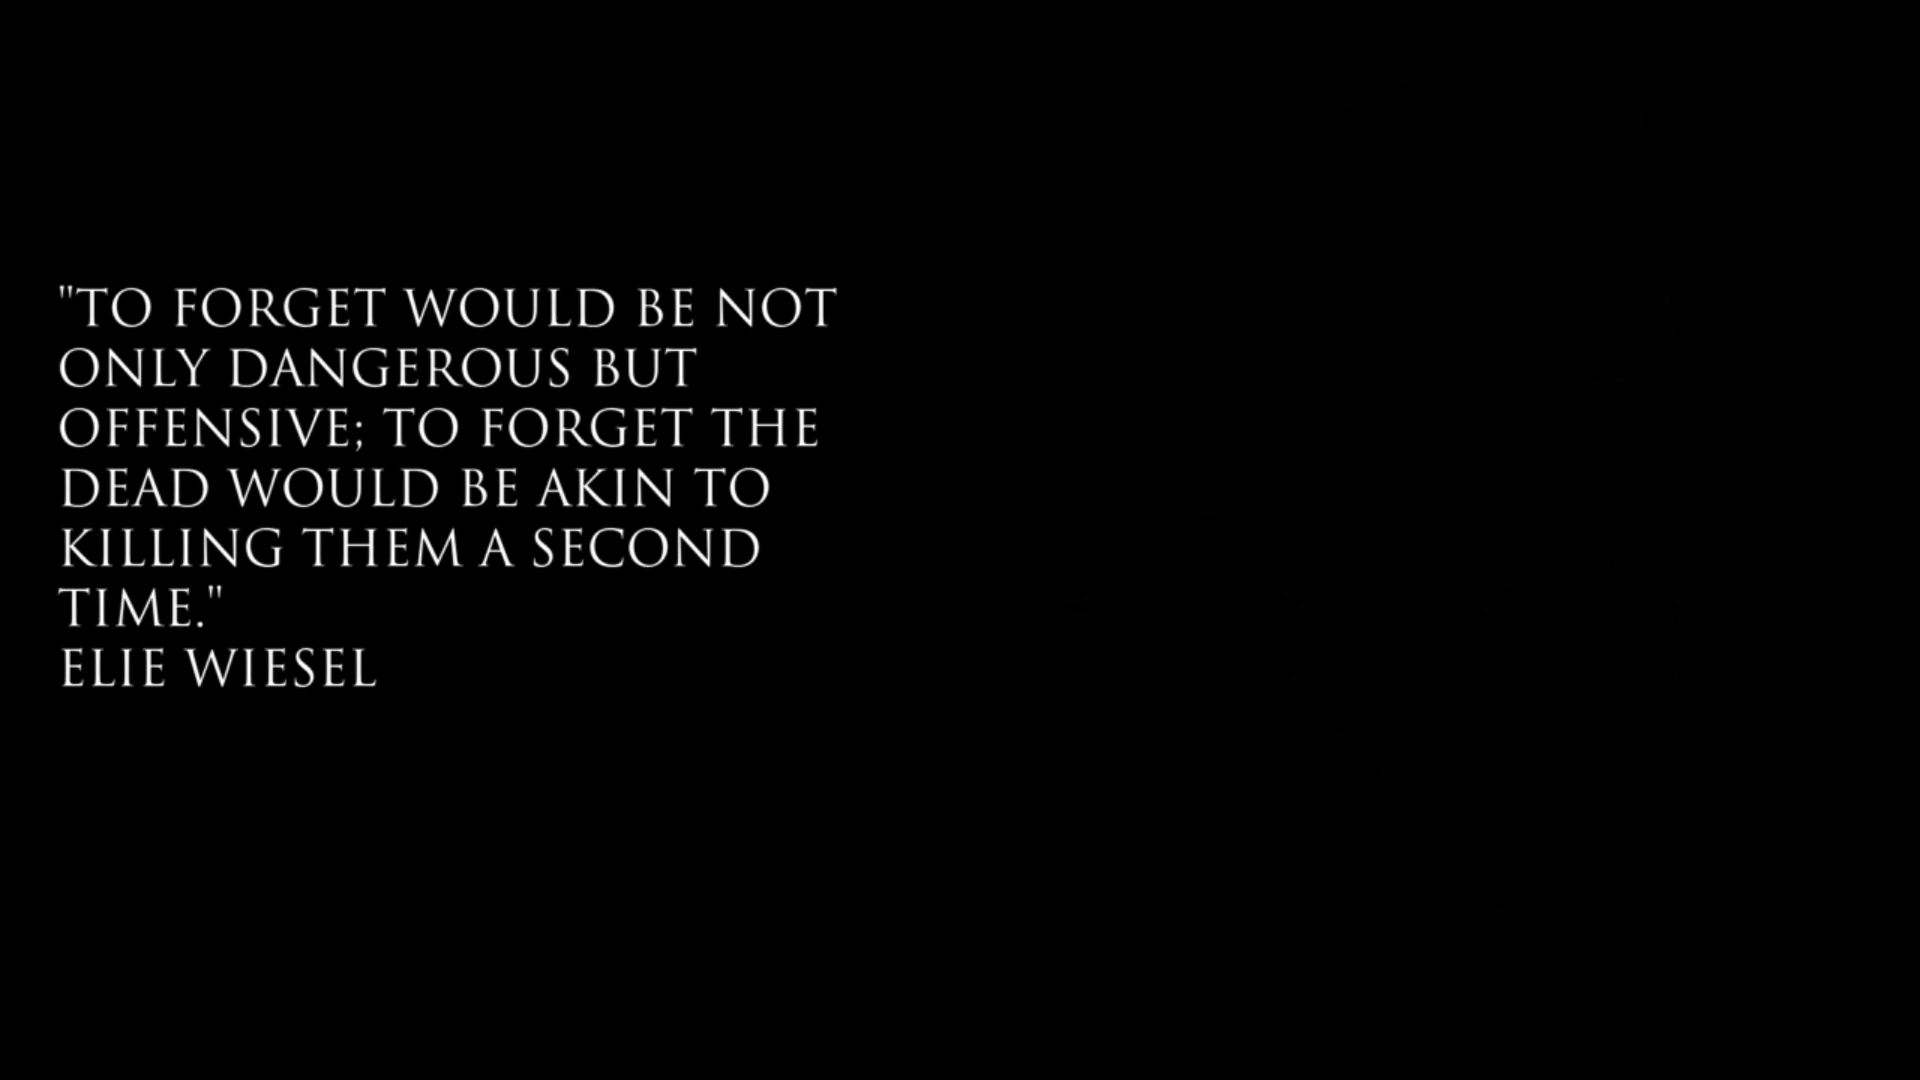 "TO FORGET WOULD BE NOT
ONLY DANGEROUS BUT
OFFENSIVE; TO FORGET THE
DEAD WOULD BE AKIN TO
KILLING THEM A SECOND
TIME."
ELIE WIESEL